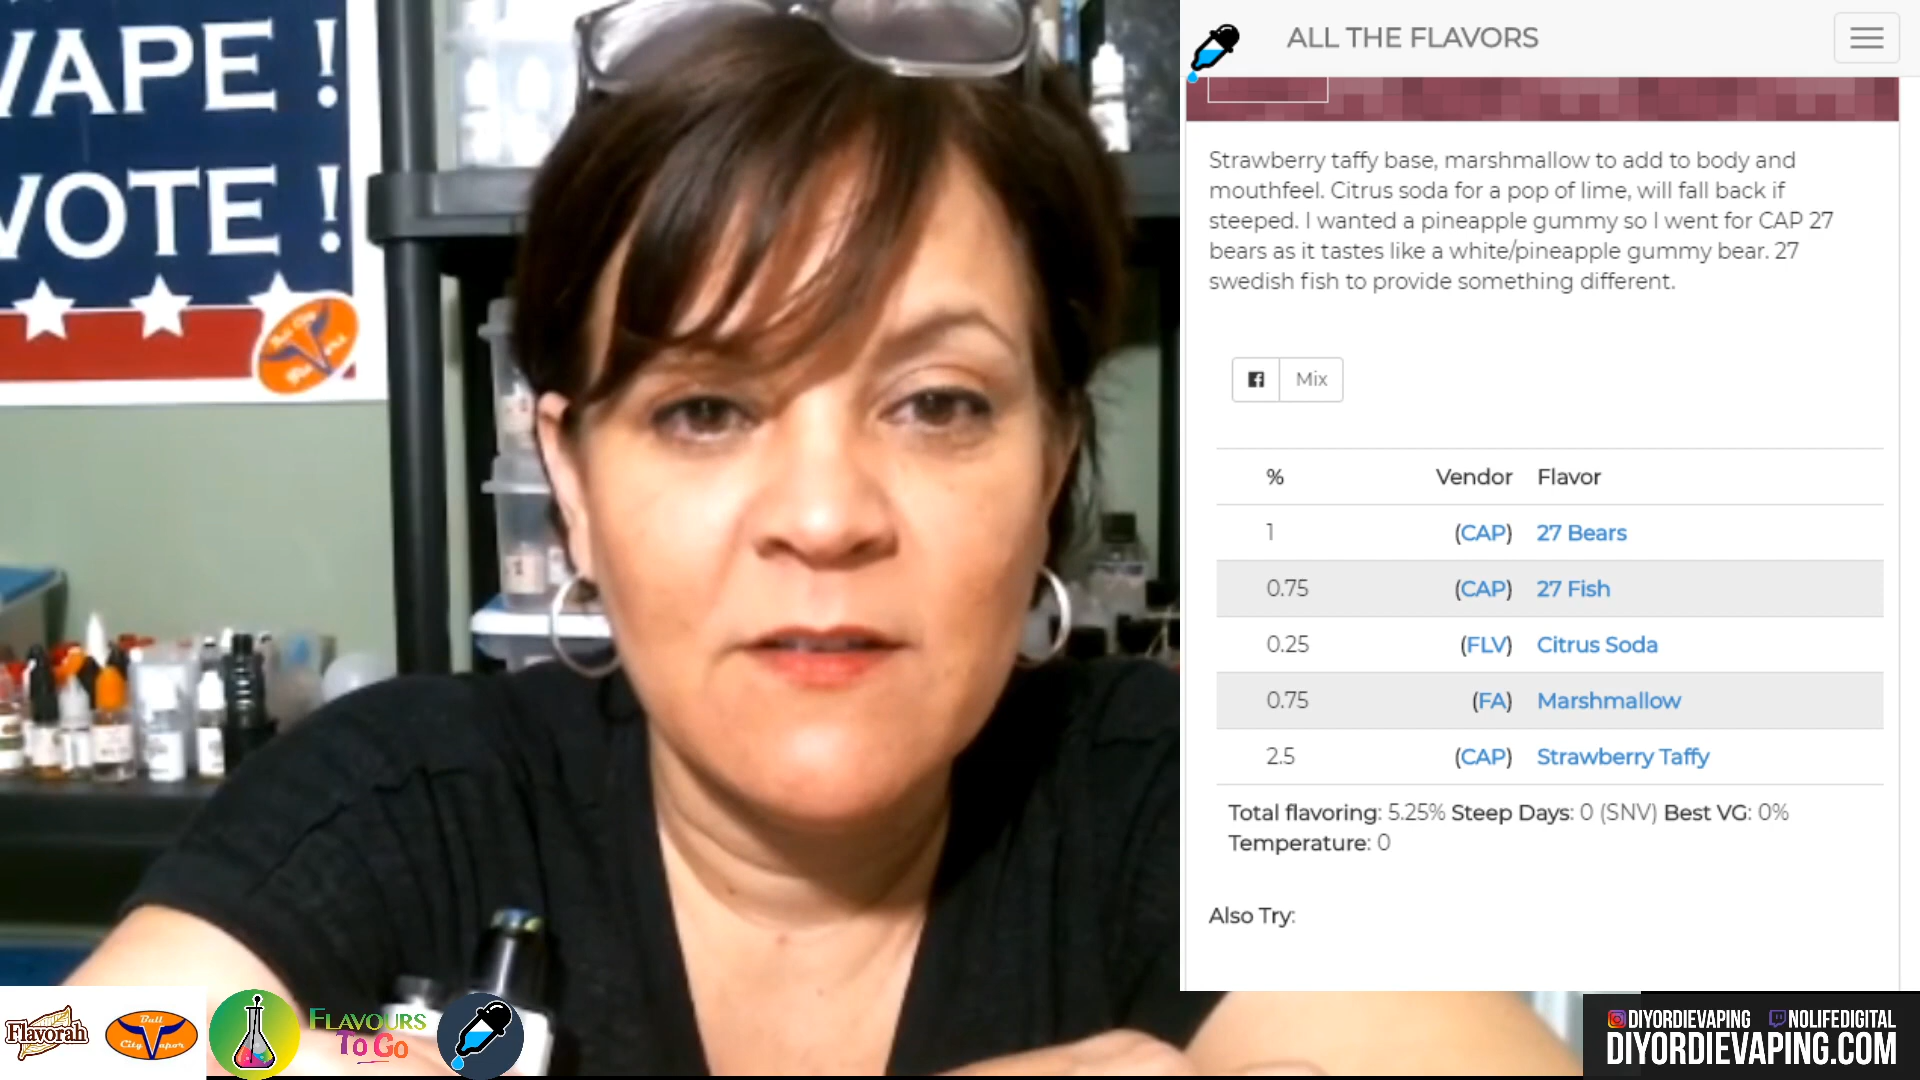 VAPE !
VOTE !
ALL THE FLAVORS
Strawberry taffy base, marshmallow to add to body and
mouthfeel. Citrus soda for a pop of lime, will fall back if
steeped. I wanted a pineapple gummy so I went for CAP 27
bears as it tastes like a white/pineapple gummy bear. 27
swedish fish to provide something different.
Mix
% Vendor Flavor
1 (CAP) 27 Bears
0.75 (CAP) 27 Fish
0.25 (FLV) Citrus Soda
0.75 (FA) Marshmallow
2.5 (CAP) Strawberry Taffy
Total flavoring: 5.25% Steep Days: 0 (SNV) Best VG: 0%
Temperature: 0
Also Try:
Flavorah
Bull
City Vapor
FLAVOURS
TO GO
DIYORDIEVAPING NOLIFEDIGITAL
DIYORDIEVAPING.COM